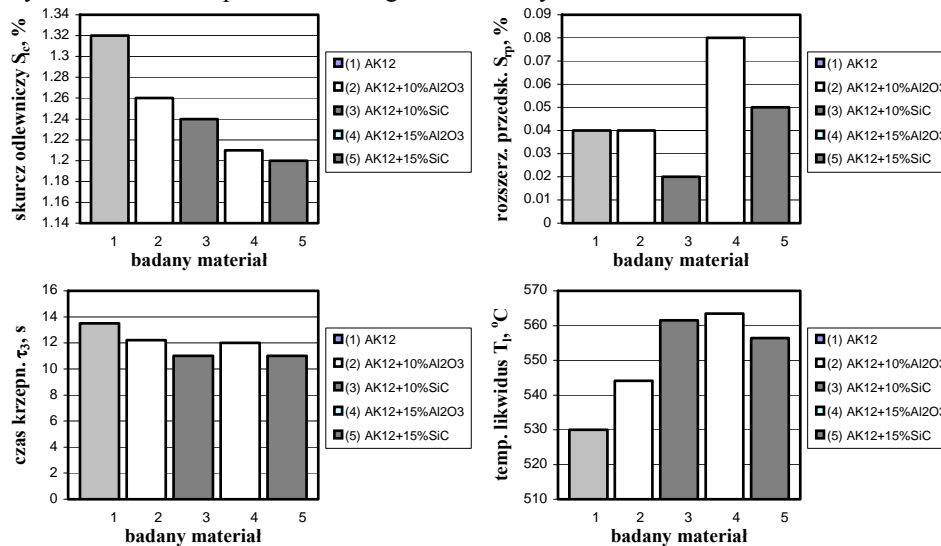 skurcz odlewniczy Slc, %
1.34
1.32
1.3
1.28
1.26
1.24
1.22
1.2
1.18
1.16
1.14
1 2 3 4 5
badany materiał
(1) AK12
(2) AK12+10%Al2O3
(3) AK12+10%SiC
(4) AK12+15%Al2O3
(5) AK12+15%SiC
rozszerz. przedsk. Srp, %
0.09
0.08
0.07
0.06
0.05
0.04
0.03
0.02
0.01
0
1 2 3 4 5
badany materiał
(1) AK12
(2) AK12+10%Al2O3
(3) AK12+10%SiC
(4) AK12+15%Al2O3
(5) AK12+15%SiC
czas krzepn. τ3, s
16
14
12
10
8
6
4
2
0
1 2 3 4 5
badany materiał
(1) AK12
(2) AK12+10%Al2O3
(3) AK12+10%SiC
(4) AK12+15%Al2O3
(5) AK12+15%SiC
temp. likwidus Tl, °C
570
560
550
540
530
520
510
1 2 3 4 5
badany materiał
(1) AK12
(2) AK12+10%Al2O3
(3) AK12+10%SiC
(4) AK12+15%Al2O3
(5) AK12+15%SiC